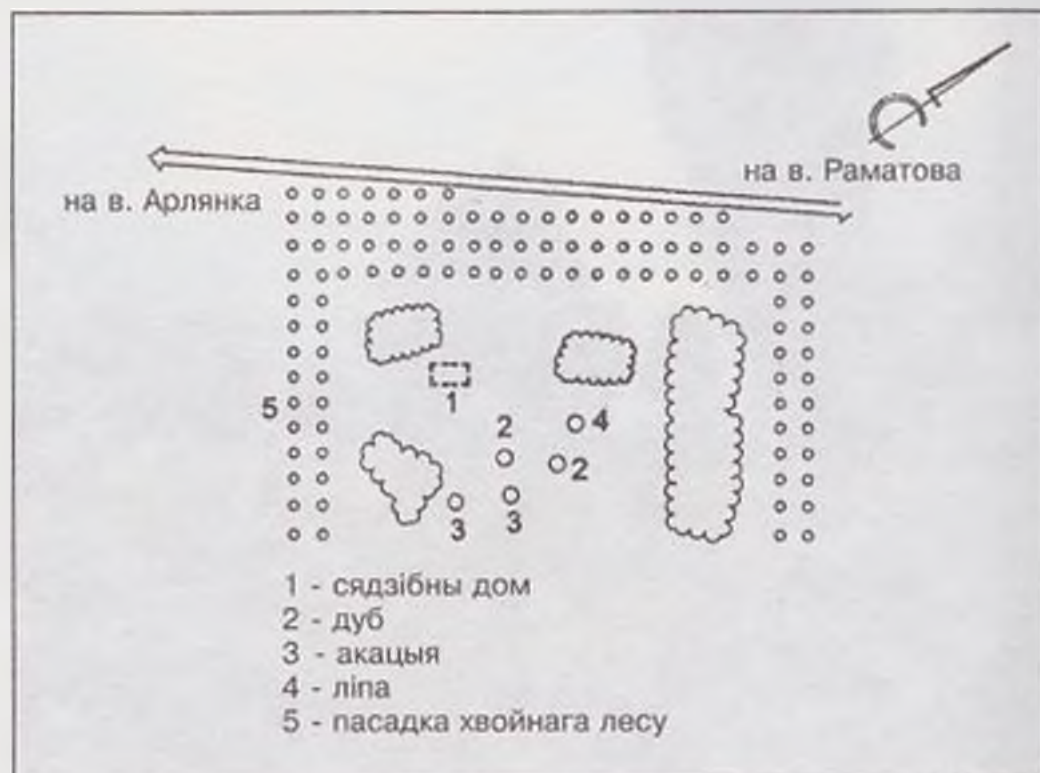 на в. Раматова
на в. Арлянка
1
2
4
5
2
3
3
1 - сядзібны дом
2 - дуб
3 - акацыя
4 - ліпа
5 - пасадка хвойнага лесу